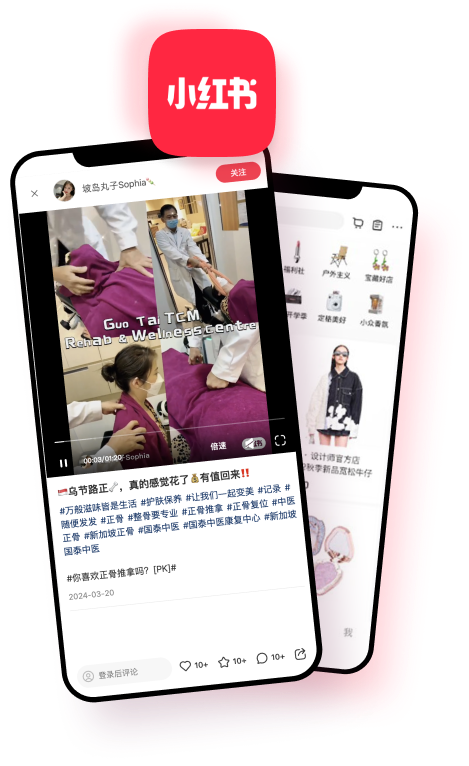 小红书
坡岛丸子Sophia
关注
Guo Tai TCM
Rehab & Wellness Centre
00:03/01:20
Sophia
倍速
乌节路正🦴，真的感觉花了💰有值回来‼️
#万般滋味皆是生活 #护肤保养 #让我们一起变美 #记录
随便发发 #正骨 #整骨要专业 #正骨推拿 #正骨复位 #中医
正骨 #新加坡正骨 #国泰中医 #国泰中医康复中心 #新加坡
国泰中医
#你喜欢正骨推拿吗？[PK]#
2024-03-20
登录后评论
10+
10+
10+
福利社
户外主义
宝藏好店
开学季
定格美好
小众香氛
· 设计师官方店
秋季新品宽松牛仔
我